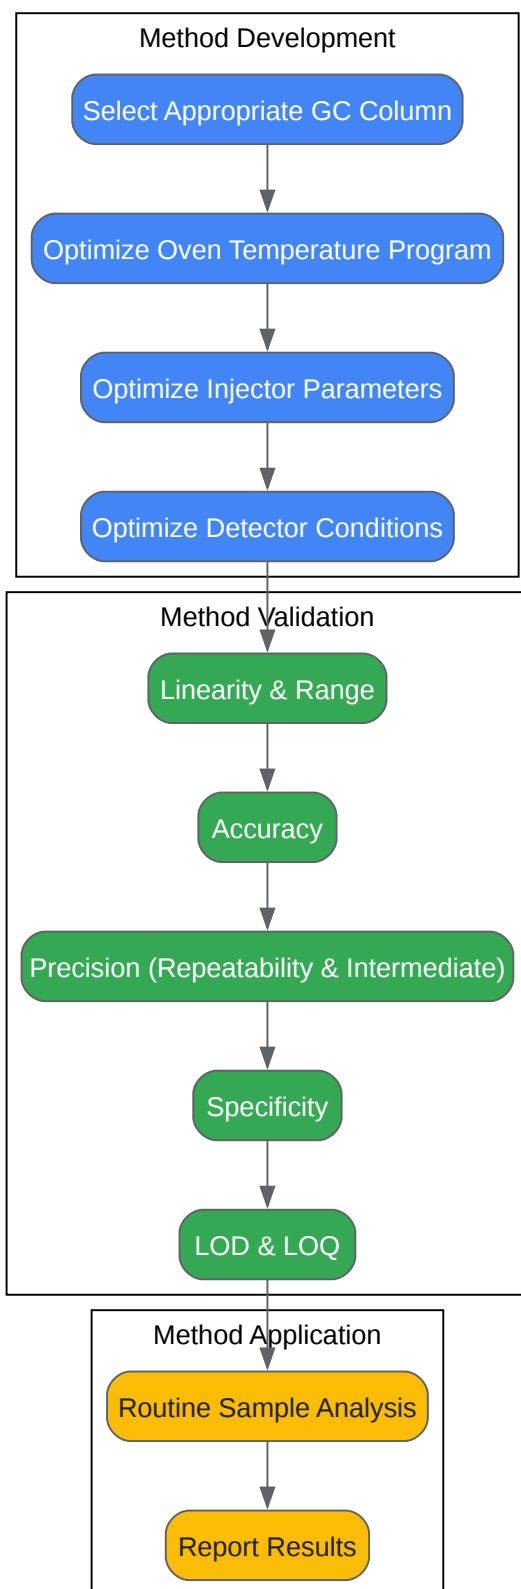 Method Development
Select Appropriate GC Column
Optimize Oven Temperature Program
Optimize Injector Parameters
Optimize Detector Conditions
Method Validation
Linearity & Range
Accuracy
Precision (Repeatability & Intermediate)
Specificity
LOD & LOQ
Method Application
Routine Sample Analysis
Report Results